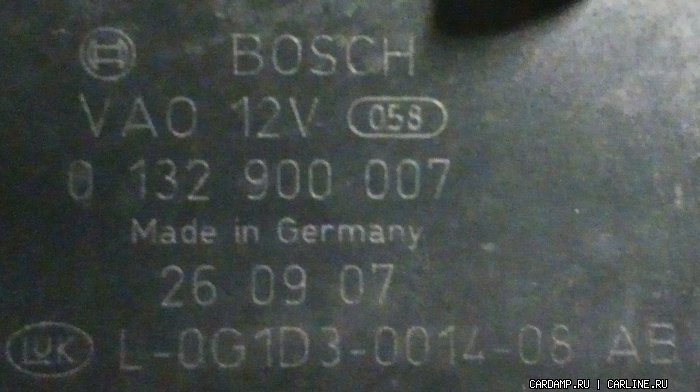 BOSCH
VA0 12V 058
0 132 900 007
Made in Germany
26 09 07
LuK L-0G1D3-0014-08 AB
CARDAMP.RU | CARLINE.RU